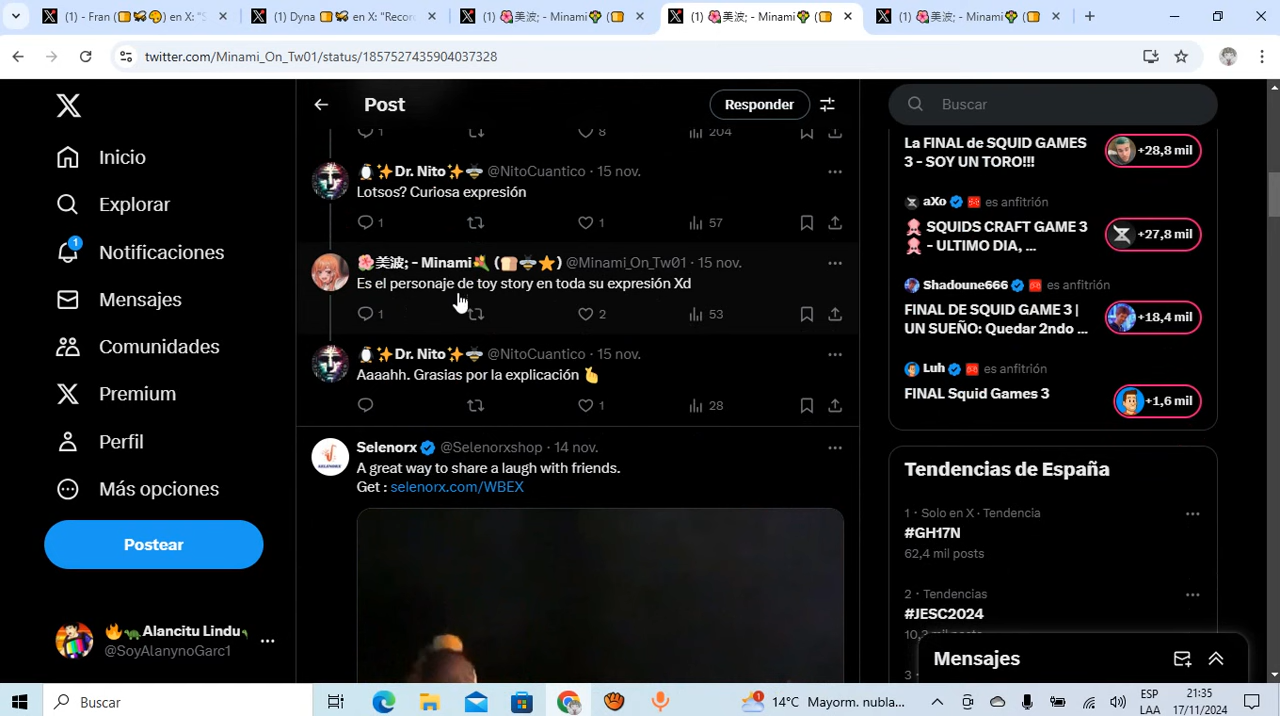 (1) - Fran (🍞🐝🦁) en X: "S
(1) Dyna 🍞🐝 en X: "Recor
(1) 🌺美波; - Minami🌻 (🍞
(1) 🌺美波; - Minami🌻 (🍞
(1) 🌺美波; - Minami🌻 (🍞
twitter.com/Minami_On_Tw01/status/1857527435904037328
Inicio
Explorar
1
Notificaciones
Mensajes
Comunidades
Premium
Perfil
Más opciones
Postear
🔥🐢Alancitu Lindu
@SoyAlanynoGarc1
Post
Responder
1
8
204
🐧✨Dr. Nito✨🐝 @NitoCuantico · 15 nov.
Lotsos? Curiosa expresión
1
1
57
🌺美波; - Minami💐 (🍞🐝⭐) @Minami_On_Tw01 · 15 nov.
Es el personaje de toy story en toda su expresión Xd
1
2
53
🐧✨Dr. Nito✨🐝 @NitoCuantico · 15 nov.
Aaaahh. Grasias por la explicación 🫰
1
28
SELENORX
Selenorx @Selenorxshop · 14 nov.
A great way to share a laugh with friends.
Get : selenorx.com/WBEX
Buscar
La FINAL de SQUID GAMES
3 - SOY UN TORO!!!
+28,8 mil
aXo es anfitrión
🦑 SQUIDS CRAFT GAME 3
🦑 - ULTIMO DIA, ...
+27,8 mil
Shadoune666 es anfitrión
FINAL DE SQUID GAME 3 |
UN SUEÑO: Quedar 2ndo ...
+18,4 mil
Luh es anfitrión
FINAL Squid Games 3
+1,6 mil
Tendencias de España
1 · Solo en X · Tendencia
#GH17N
62,4 mil posts
2 · Tendencias
#JESC2024
3
Mensajes
Buscar
1
14°C Mayorm. nubla...
ESP
LAA
21:35
17/11/2024